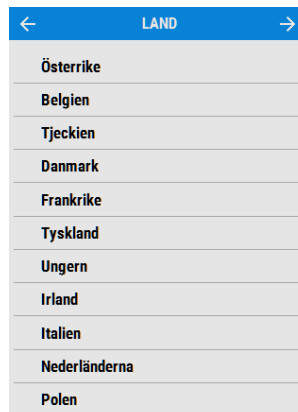 LAND
Österrike
Belgien
Tjeckien
Danmark
Frankrike
Tyskland
Ungern
Irland
Italien
Nederländerna
Polen